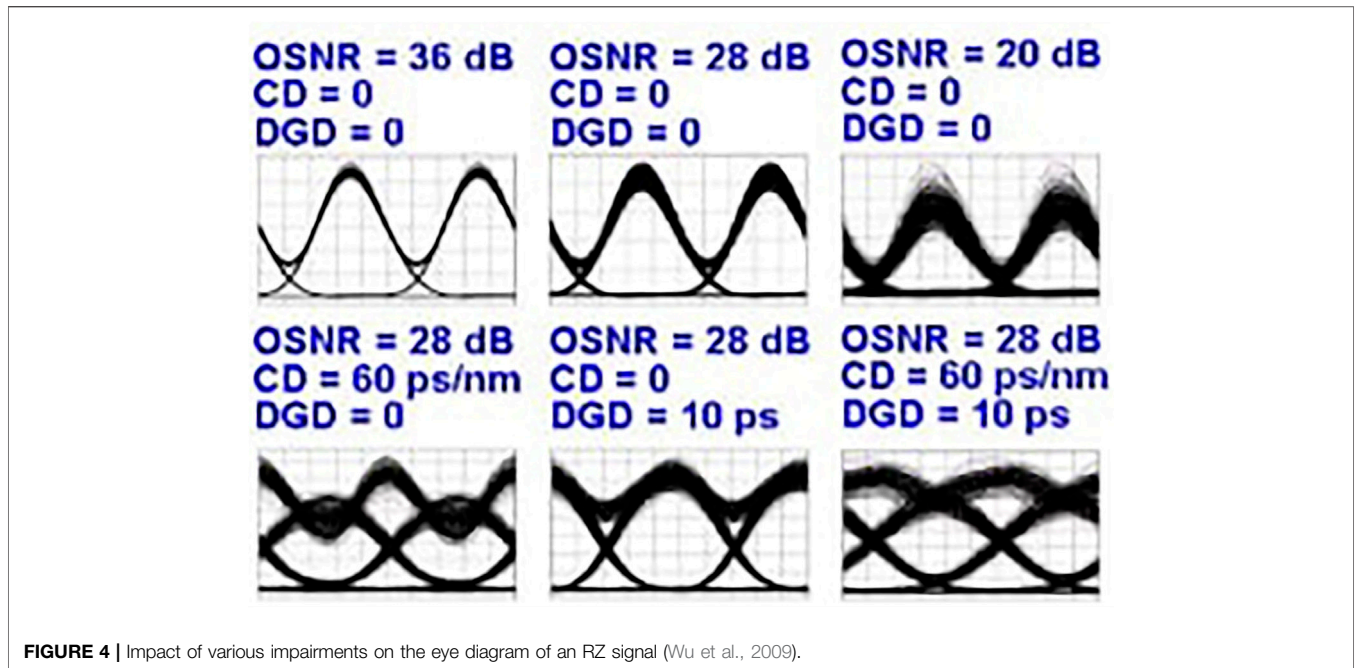 OSNR = 36 dB
CD = 0
DGD = 0
OSNR = 28 dB
CD = 0
DGD = 0
OSNR = 20 dB
CD = 0
DGD = 0
OSNR = 28 dB
CD = 60 ps/nm
DGD = 0
OSNR = 28 dB
CD = 0
DGD = 10 ps
OSNR = 28 dB
CD = 60 ps/nm
DGD = 10 ps
FIGURE 4 | Impact of various impairments on the eye diagram of an RZ signal (Wu et al., 2009).